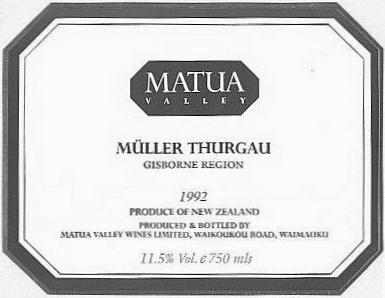 MATUA
VALLEY
MÜLLER THURGAU
GISBORNE REGION
1992
PRODUCE OF NEW ZEALAND
PRODUCED & BOTTLED BY
MATUA VALLEY WINES LIMITED, WAIKOUKOU ROAD, WAIMAUKU
11.5% Vol. e 750 mls